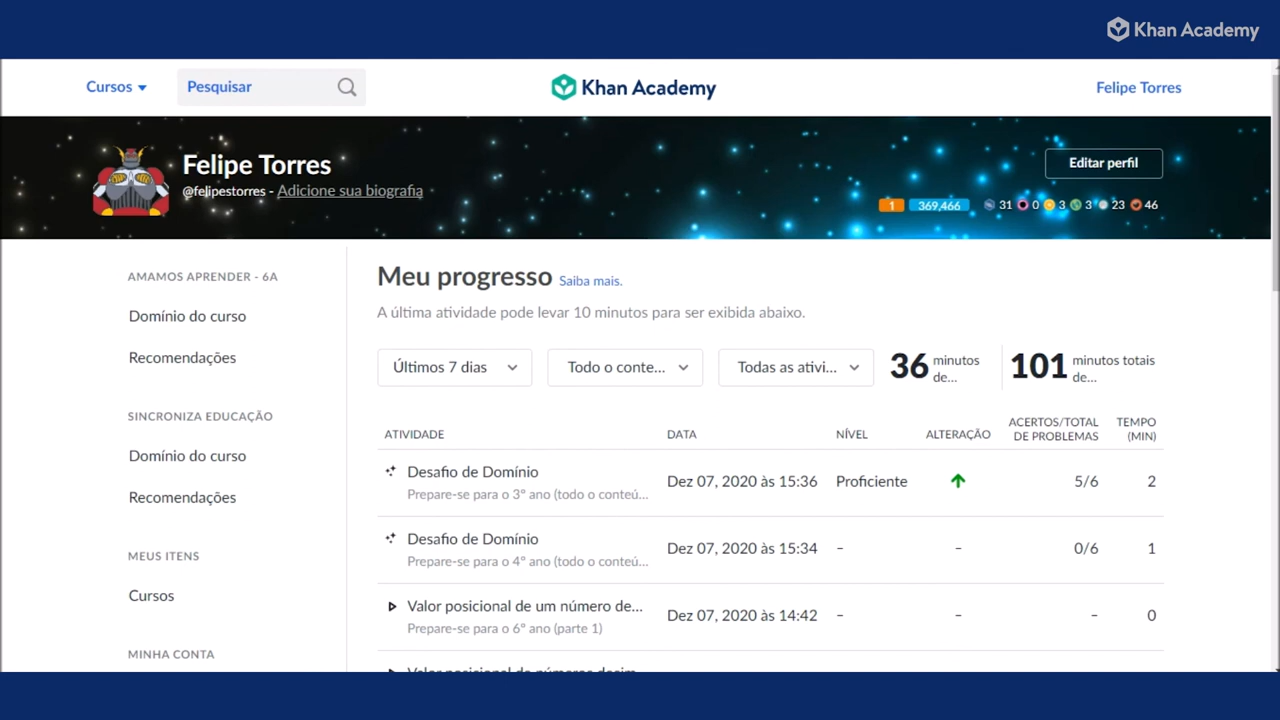 Khan Academy
Cursos
Pesquisar
Khan Academy
Felipe Torres
Felipe Torres
@felipestorres - Adicione sua biografia
Editar perfil
1 369,466 31 0 3 3 23 46
AMAMOS APRENDER - 6A
Domínio do curso
Recomendações
SINCRONIZA EDUCAÇÃO
Domínio do curso
Recomendações
MEUS ITENS
Cursos
MINHA CONTA
Meu progresso Saiba mais.
A última atividade pode levar 10 minutos para ser exibida abaixo.
Últimos 7 dias
Todo o conte...
Todas as ativi...
36 minutos de...
101 minutos totais de...
ATIVIDADE DATA NÍVEL ALTERAÇÃO ACERTOS/TOTAL DE PROBLEMAS TEMPO (MIN)
Desafio de Domínio Dez 07, 2020 às 15:36 Proficiente 5/6 2
Prepare-se para o 3º ano (todo o conteú...
Desafio de Domínio Dez 07, 2020 às 15:34 – – 0/6 1
Prepare-se para o 4º ano (todo o conteú...
Valor posicional de um número de... Dez 07, 2020 às 14:42 – – – 0
Prepare-se para o 6º ano (parte 1)